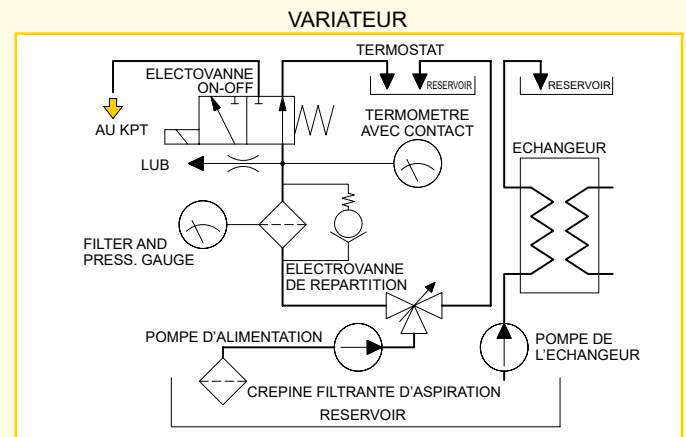 VARIATEUR
TERMOSTAT
ELECTOVANNE
ON-OFF
RESERVOIR
RESERVOIR
AU KPT
TERMOMETRE
AVEC CONTACT
ECHANGEUR
LUB
FILTER AND
PRESS. GAUGE
ELECTROVANNE
DE REPARTITION
POMPE D'ALIMENTATION
POMPE DE
L'ECHANGEUR
CREPINE FILTRANTE D'ASPIRATION
RESERVOIR